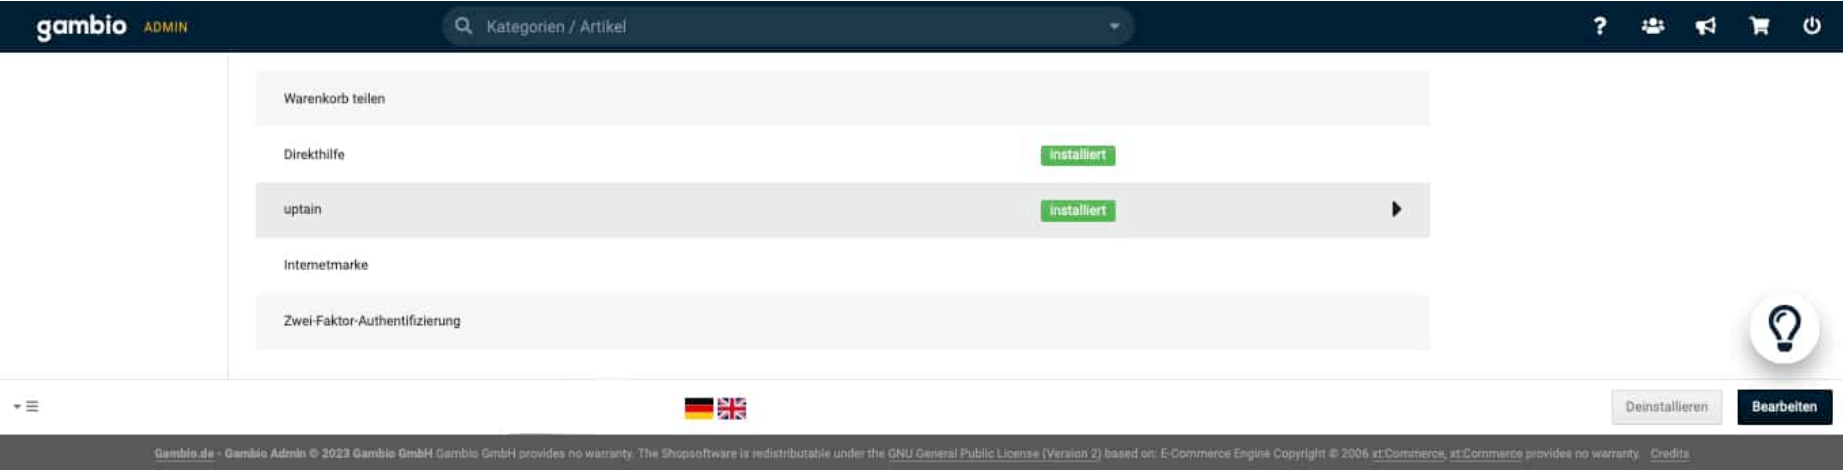 gambio ADMIN Kategorien / Artikel ?
Warenkorb teilen
Direkthilfe installiert
uptain installiert
Internetmarke
Zwei-Faktor-Authentifizierung
Deinstallieren Bearbeiten
Gambio.de - Gambio Admin © 2023 Gambio GmbH Gambio GmbH provides no warranty. The Shopsoftware is redistributable under the GNU General Public License (Version 2) based on: E-Commerce Engine Copyright © 2006 xt:Commerce, xt:Commerce provides no warranty. Credits